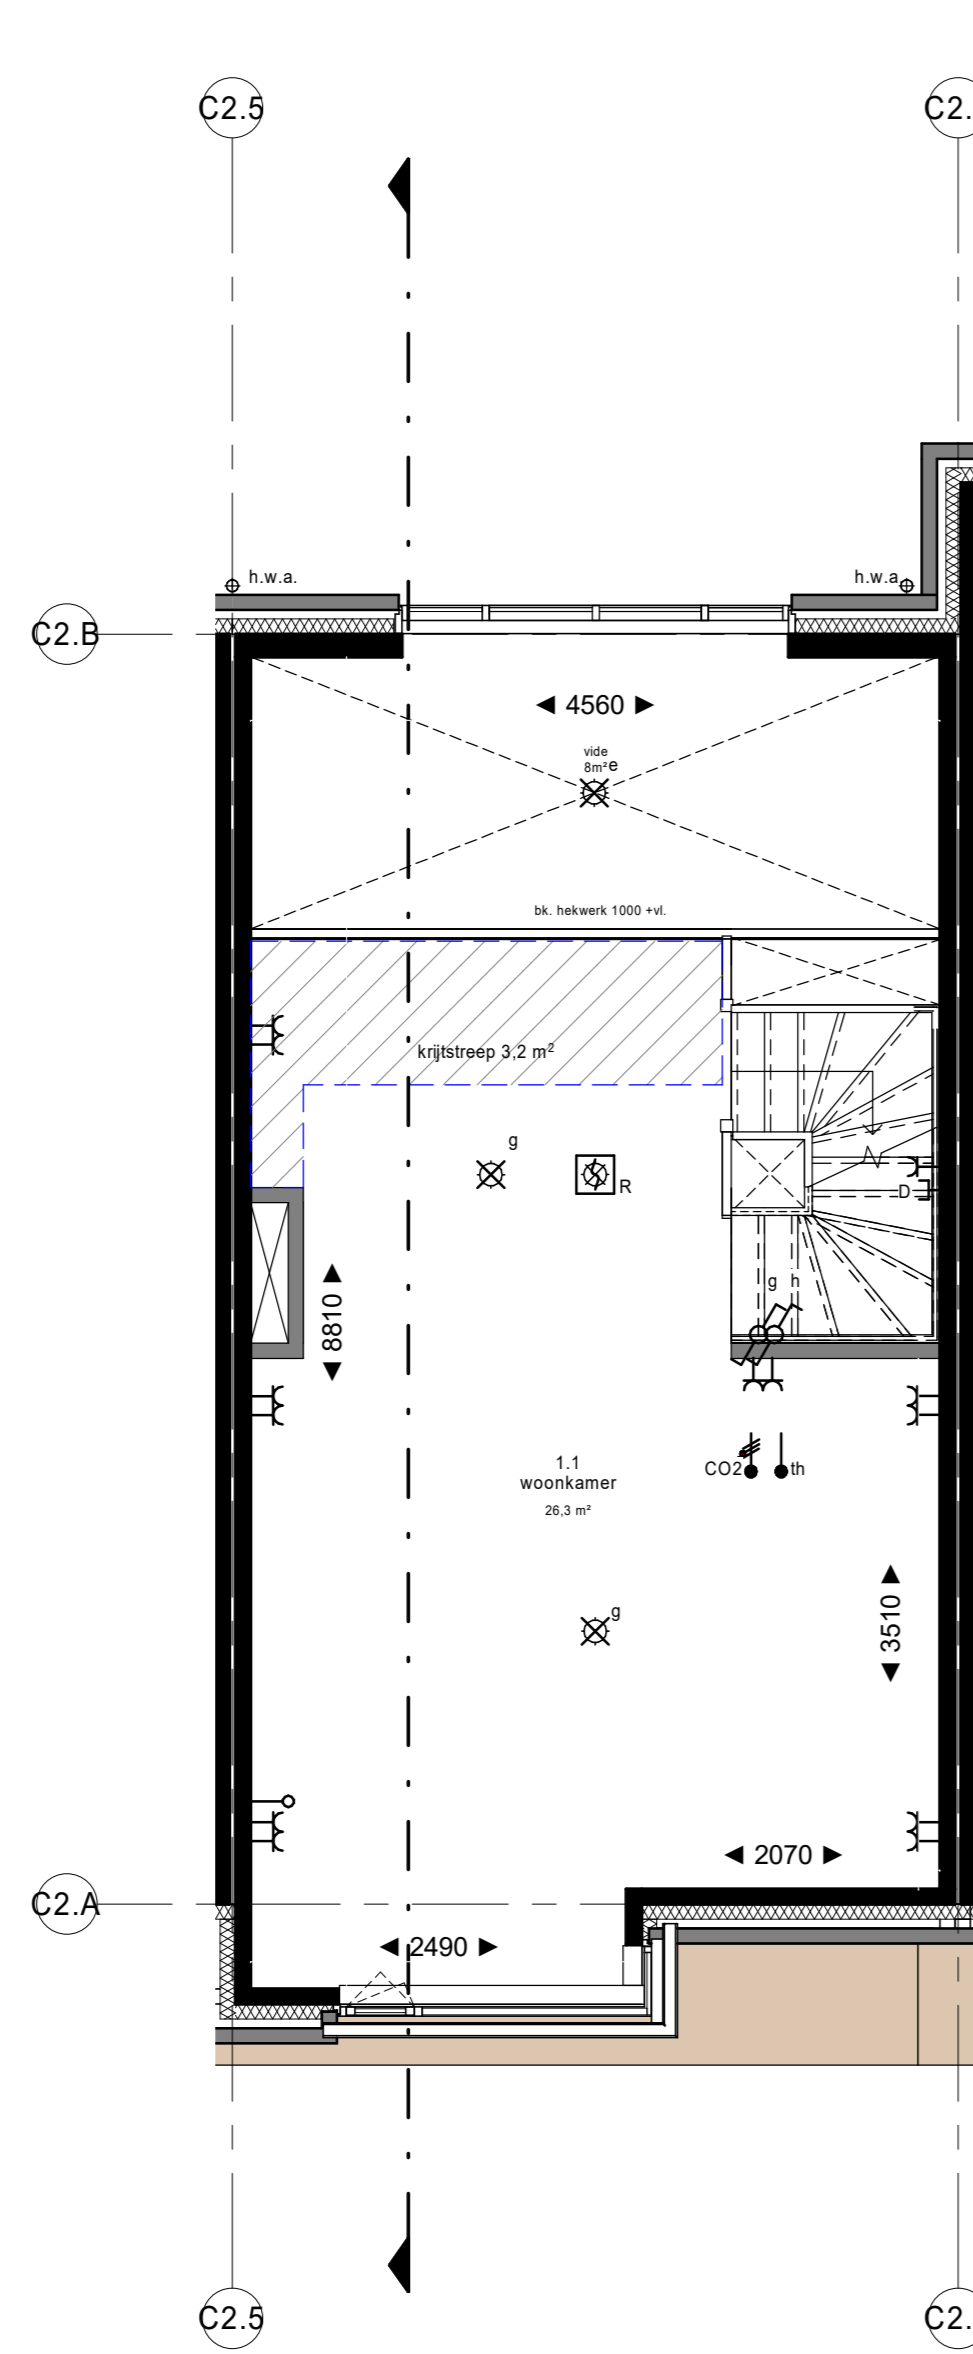 C2.5
C2.
h.w.a.
h.w.a.
C2.B
4560
vide
8m² e
bk. hekwerk 1000 +vl.
krijtstreep 3,2 m²
g
R
D
g h
8810
1.1
woonkamer
26,3 m²
CO2
th
g
3510
2070
C2.A
2490
C2.5
C2.